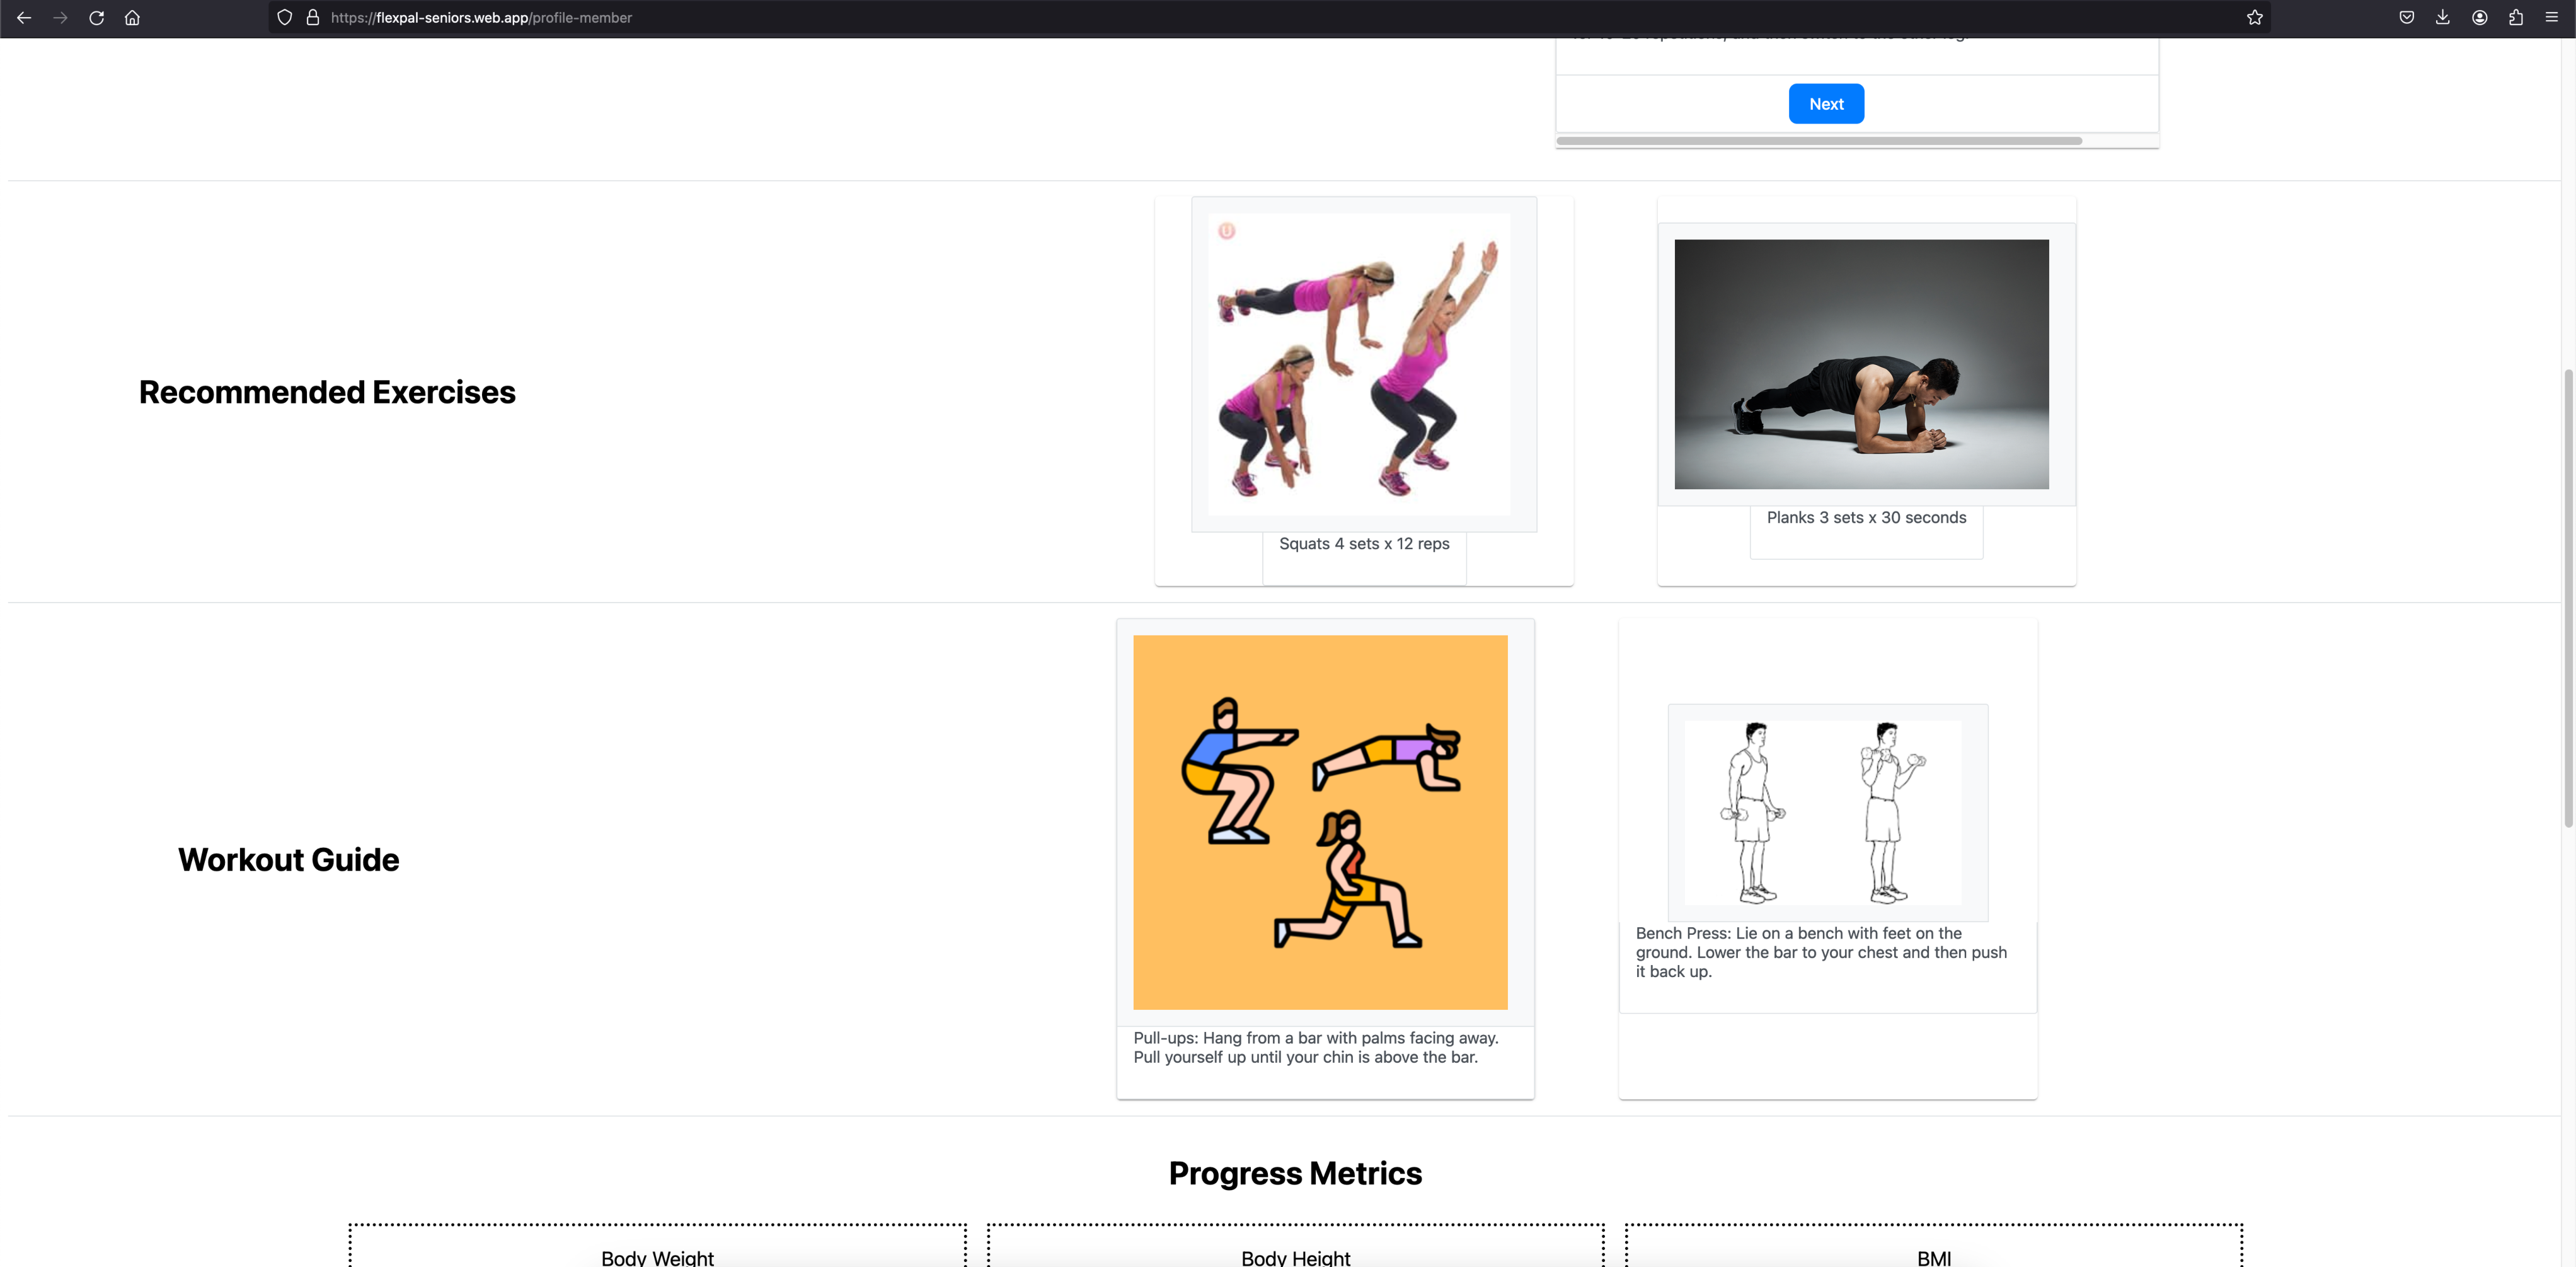 https://flexpal-seniors.web.app/profile-member
Next
Recommended Exercises
U
Squats 4 sets x 12 reps
Planks 3 sets x 30 seconds
Workout Guide
Pull-ups: Hang from a bar with palms facing away.
Pull yourself up until your chin is above the bar.
Bench Press: Lie on a bench with feet on the
ground. Lower the bar to your chest and then push
it back up.
Progress Metrics
Body Weight
Body Height
BMI